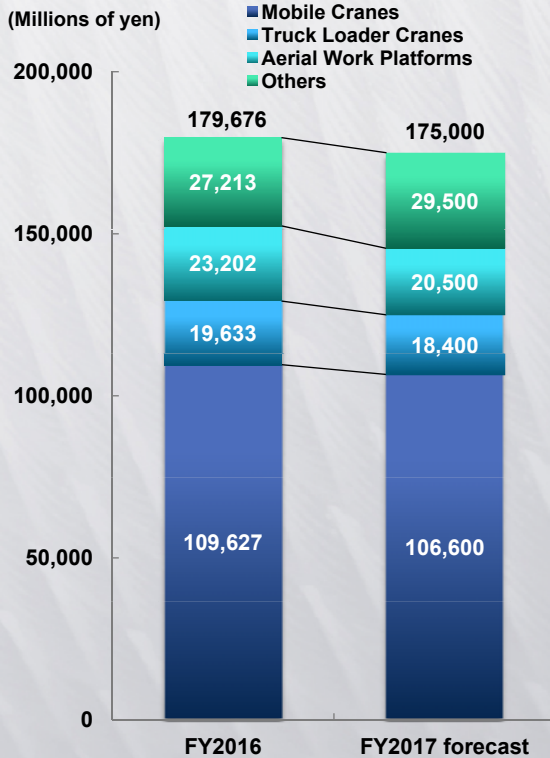 (Millions of yen)
Mobile Cranes
Truck Loader Cranes
Aerial Work Platforms
Others
200,000
179,676
175,000
27,213
29,500
150,000
23,202
20,500
19,633
18,400
100,000
109,627
106,600
50,000
0
FY2016
FY2017 forecast